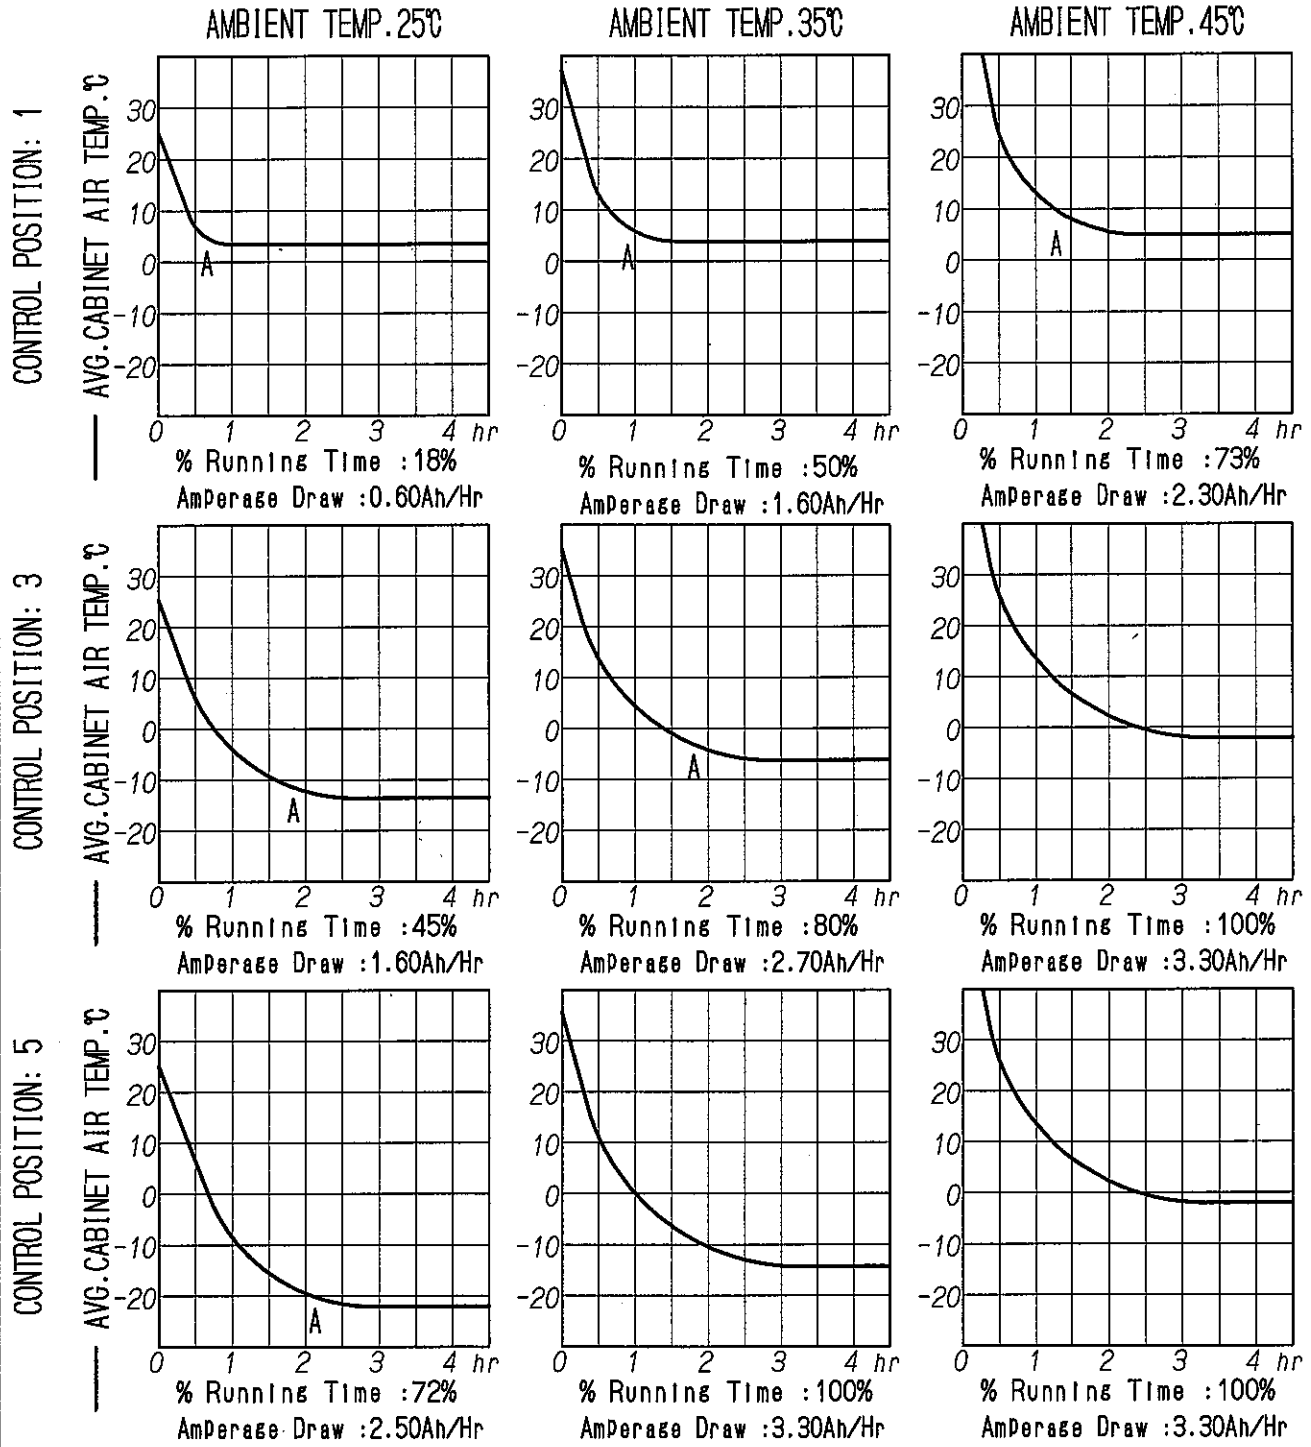 AMBIENT TEMP.25℃
AMBIENT TEMP.35℃
AMBIENT TEMP.45℃
CONTROL POSITION: 1
AVG.CABINET AIR TEMP.℃
30
20
10
0
-10
-20
A
0 1 2 3 4 hr
% Running Time :18%
Amperage Draw :0.60Ah/Hr
30
20
10
0
-10
-20
A
0 1 2 3 4 hr
% Running Time :50%
Amperage Draw :1.60Ah/Hr
30
20
10
0
-10
-20
A
0 1 2 3 4 hr
% Running Time :73%
Amperage Draw :2.30Ah/Hr
CONTROL POSITION: 3
AVG.CABINET AIR TEMP.℃
30
20
10
0
-10
-20
A
0 1 2 3 4 hr
% Running Time :45%
Amperage Draw :1.60Ah/Hr
30
20
10
0
-10
-20
A
0 1 2 3 4 hr
% Running Time :80%
Amperage Draw :2.70Ah/Hr
30
20
10
0
-10
-20
0 1 2 3 4 hr
% Running Time :100%
Amperage Draw :3.30Ah/Hr
CONTROL POSITION: 5
AVG.CABINET AIR TEMP.℃
30
20
10
0
-10
-20
A
0 1 2 3 4 hr
% Running Time :72%
Amperage Draw :2.50Ah/Hr
30
20
10
0
-10
-20
0 1 2 3 4 hr
% Running Time :100%
Amperage Draw :3.30Ah/Hr
30
20
10
0
-10
-20
0 1 2 3 4 hr
% Running Time :100%
Amperage Draw :3.30Ah/Hr